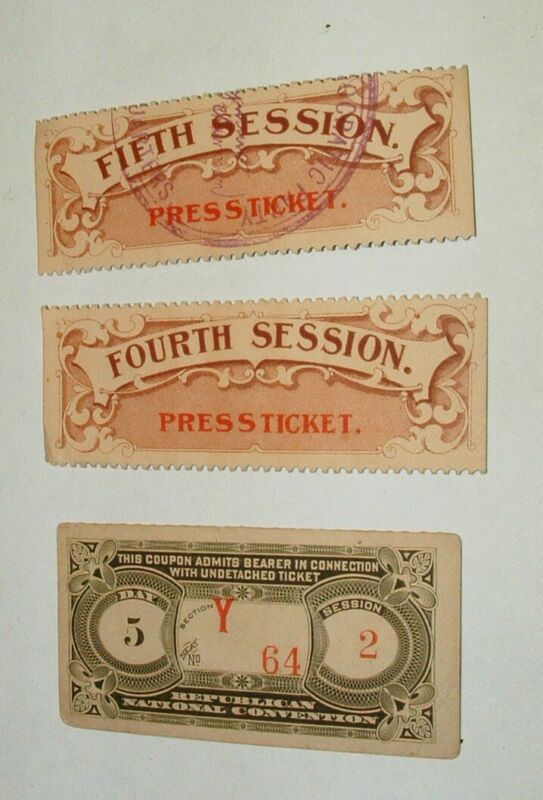 FIFTH SESSION.
PRESS TICKET.
FOURTH SESSION.
PRESS TICKET.
THIS COUPON ADMITS BEARER IN CONNECTION
WITH UNDETACHED TICKET
DAY
5
SECTION Y
SEAT
NO 64
SESSION
2
REPUBLICAN
NATIONAL CONVENTION